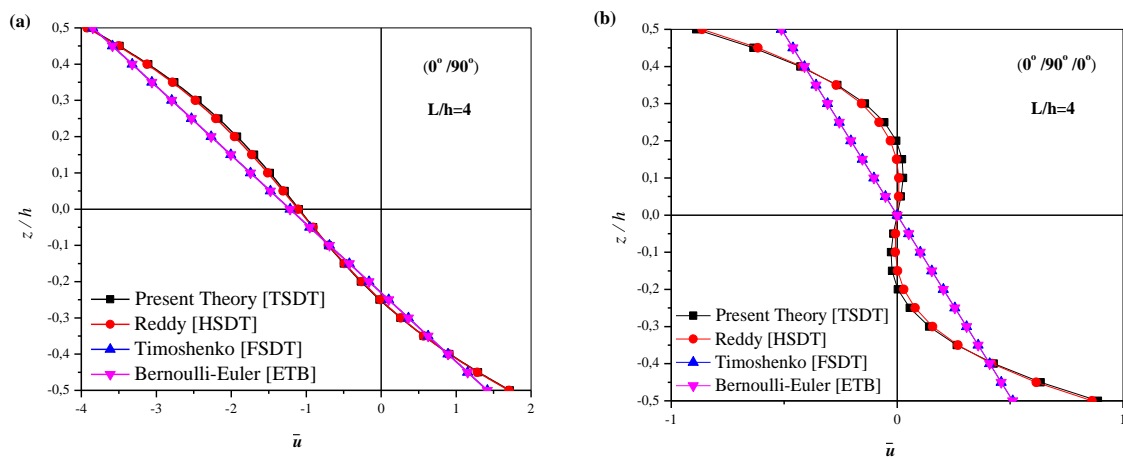 (a)
(0° /90°)
L/h=4
0,5
0,4
0,3
0,2
0,1
0,0
-0,1
-0,2
-0,3
-0,4
-0,5
z / h
Present Theory [TSDT]
Reddy [HSDT]
Timoshenko [FSDT]
Bernoulli-Euler [ETB]
-4 -3 -2 -1 0 1 2
ū
(b)
(0° /90° /0°)
L/h=4
0,5
0,4
0,3
0,2
0,1
0,0
-0,1
-0,2
-0,3
-0,4
-0,5
z / h
Present Theory [TSDT]
Reddy [HSDT]
Timoshenko [FSDT]
Bernoulli-Euler [ETB]
-1 0 1
ū